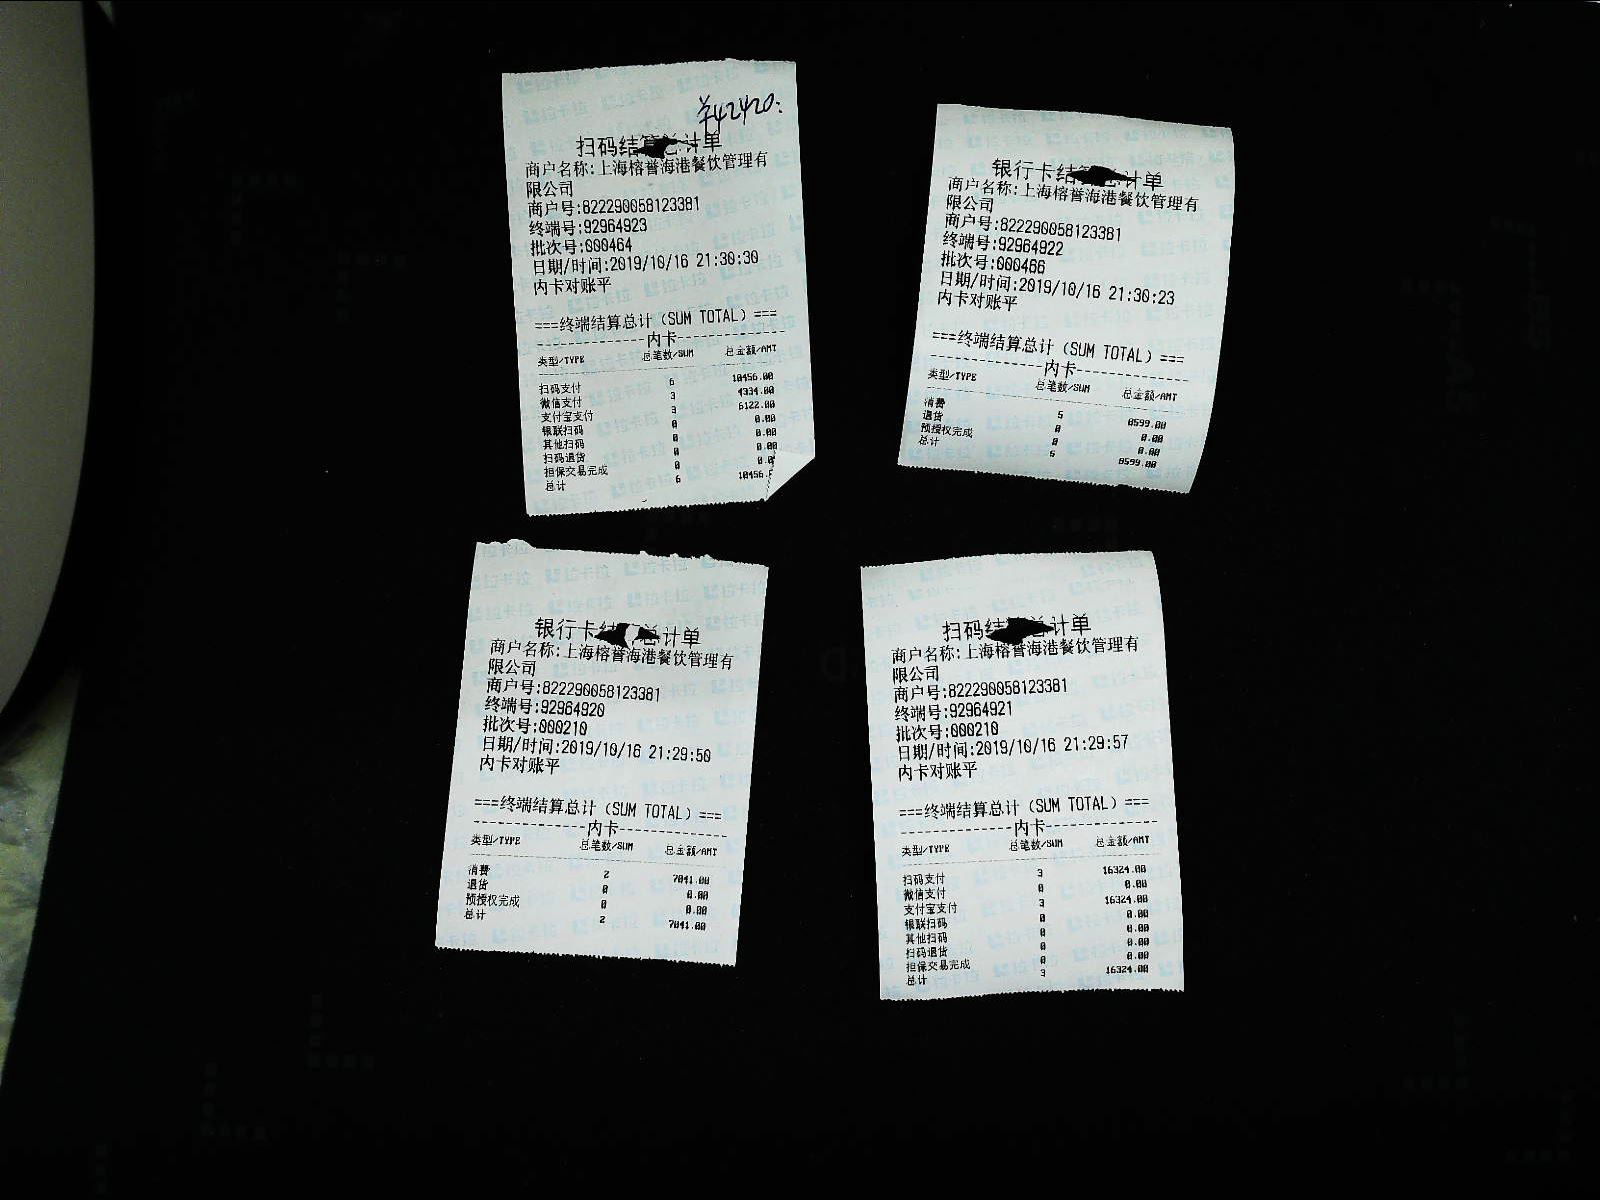 ¥42420.
扫码结算总计单
商户名称:上海榕誉海港餐饮管理有
限公司
商户号:822290058123381
终端号:92964923
批次号:000464
日期/时间:2019/10/16 21:30:30
内卡对账平
===终端结算总计(SUM TOTAL)===
内卡
类型/TYPE 总笔数/SUM 总金额/AMT
扫码支付 6 10456.00
微信支付 3 4334.00
支付宝支付 3 6122.00
银联扫码 0 0.00
其他扫码 0 0.00
扫码退货 0 0.00
担保交易完成 0 0.0
总计 6 10456.
银行卡结算总计单
商户名称:上海榕誉海港餐饮管理有
限公司
商户号:822290058123381
终端号:92964922
批次号:000466
日期/时间:2019/10/16 21:30:23
内卡对账平
===终端结算总计(SUM TOTAL)===
内卡
类型/TYPE 总笔数/SUM 总金额/AMT
消费 5 8599.00
退货 0 0.00
预授权完成 0 0.00
总计 5 8599.00
银行卡结总计单
商户名称:上海榕誉海港餐饮管理有
限公司
商户号:822290058123381
终端号:92964920
批次号:000210
日期/时间:2019/10/16 21:29:50
内卡对账平
===终端结算总计(SUM TOTAL)===
内卡
类型/TYPE 总笔数/SUM 总金额/AMT
消费 2 7041.00
退货 0 0.00
预授权完成 0 0.00
总计 2 7041.00
扫码结总计单
商户名称:上海榕誉海港餐饮管理有
限公司
商户号:822290058123381
终端号:92964921
批次号:000210
日期/时间:2019/10/16 21:29:57
内卡对账平
===终端结算总计(SUM TOTAL)===
内卡
类型/TYPE 总笔数/SUM 总金额/AMT
扫码支付 3 16324.00
微信支付 0 0.00
支付宝支付 3 16324.00
银联扫码 0 0.00
其他扫码 0 0.00
扫码退货 0 0.00
担保交易完成 0 0.00
总计 3 16324.00